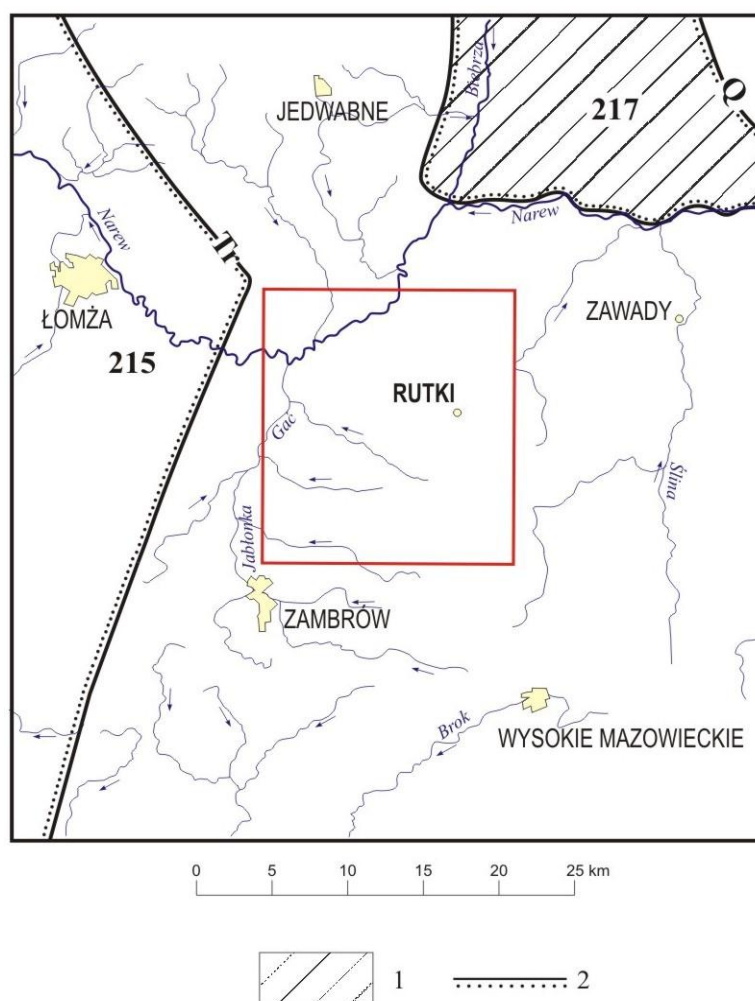 Biebrza
JEDWABNE
217
Q
Narew
Narew
Tr
ŁOMŻA
ZAWADY
215
RUTKI
Gac
Ślina
Jabłonka
ZAMBRÓW
Brok
WYSOKIE MAZOWIECKIE
0 5 10 15 20 25 km
1 2